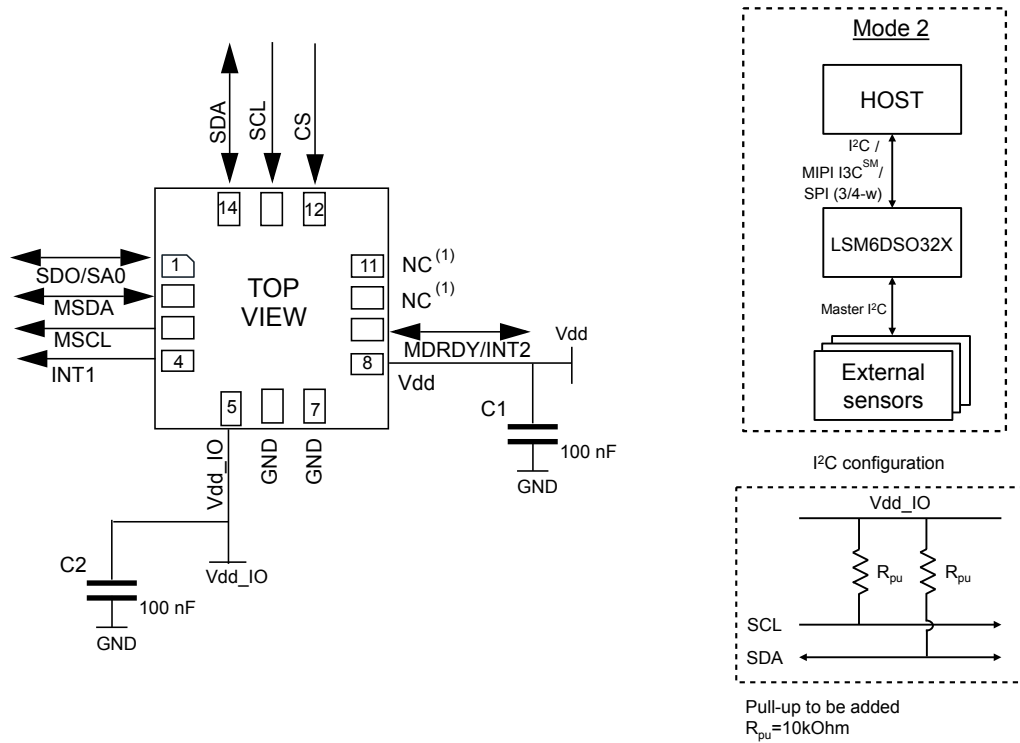 SDA
SCL
CS
14
12
1
SDO/SA0
MSDA
MSCL
INT1
4
TOP
VIEW
11
NC (1)
NC (1)
MDRDY/INT2
8
Vdd
Vdd
5
7
Vdd_IO
GND
GND
C1
100 nF
GND
C2
Vdd_IO
100 nF
GND
Mode 2
HOST
I²C /
MIPI I3C℠/
SPI (3/4-w)
LSM6DSO32X
Master I²C
External
sensors
I²C configuration
Vdd_IO
Rpu
Rpu
SCL
SDA
Pull-up to be added
Rpu=10kOhm